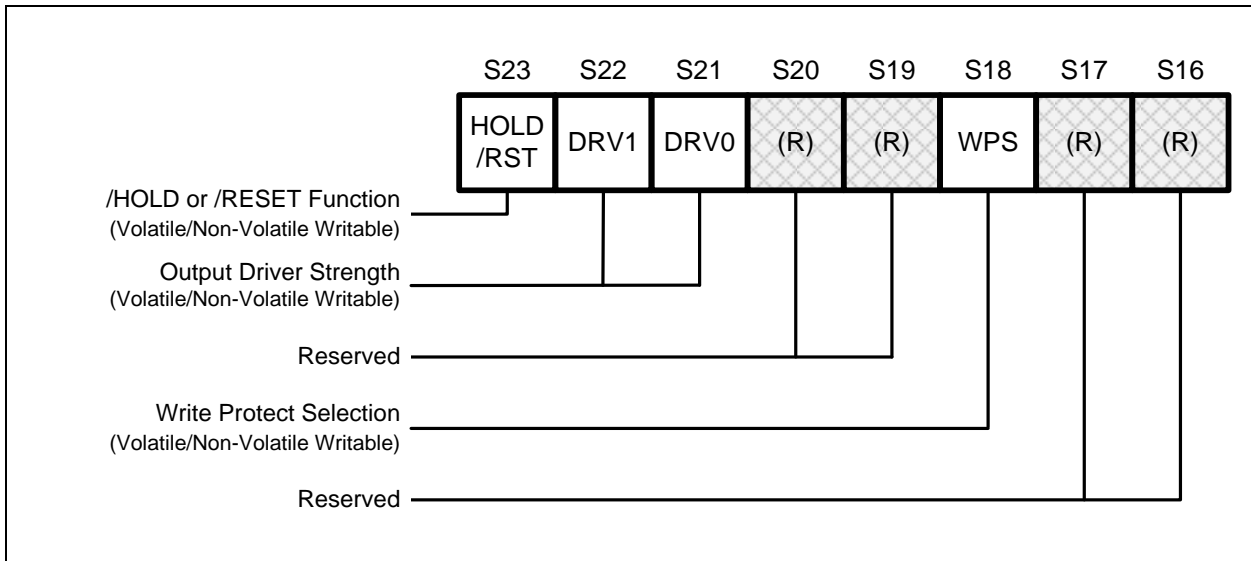 S23 S22 S21 S20 S19 S18 S17 S16
HOLD
/RST DRV1 DRV0 (R) (R) WPS (R) (R)
/HOLD or /RESET Function
(Volatile/Non-Volatile Writable)
Output Driver Strength
(Volatile/Non-Volatile Writable)
Reserved
Write Protect Selection
(Volatile/Non-Volatile Writable)
Reserved